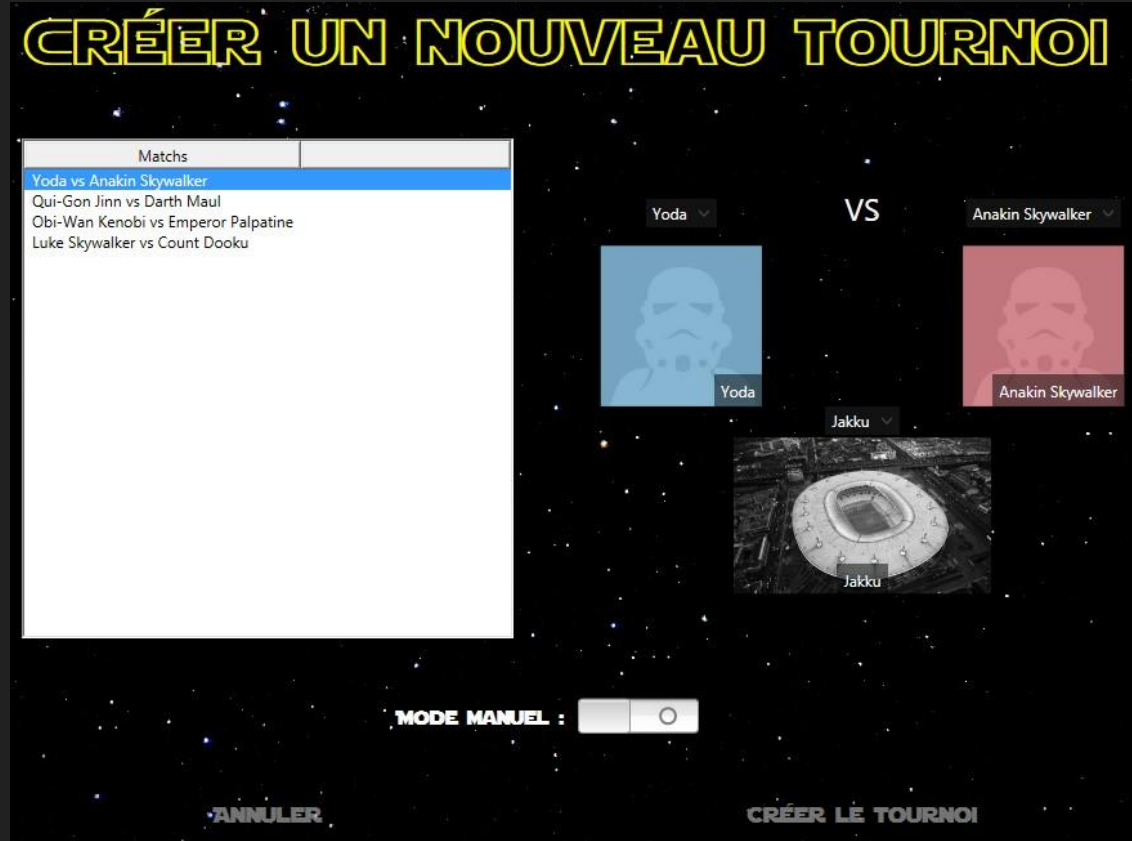 CRÉER UN NOUVEAU TOURNOI
Matchs
Yoda vs Anakin Skywalker
Qui-Gon Jinn vs Darth Maul
Obi-Wan Kenobi vs Emperor Palpatine
Luke Skywalker vs Count Dooku
Yoda
VS
Anakin Skywalker
Yoda
Anakin Skywalker
Jakku
Jakku
MODE MANUEL :
ANNULER
CRÉER LE TOURNOI